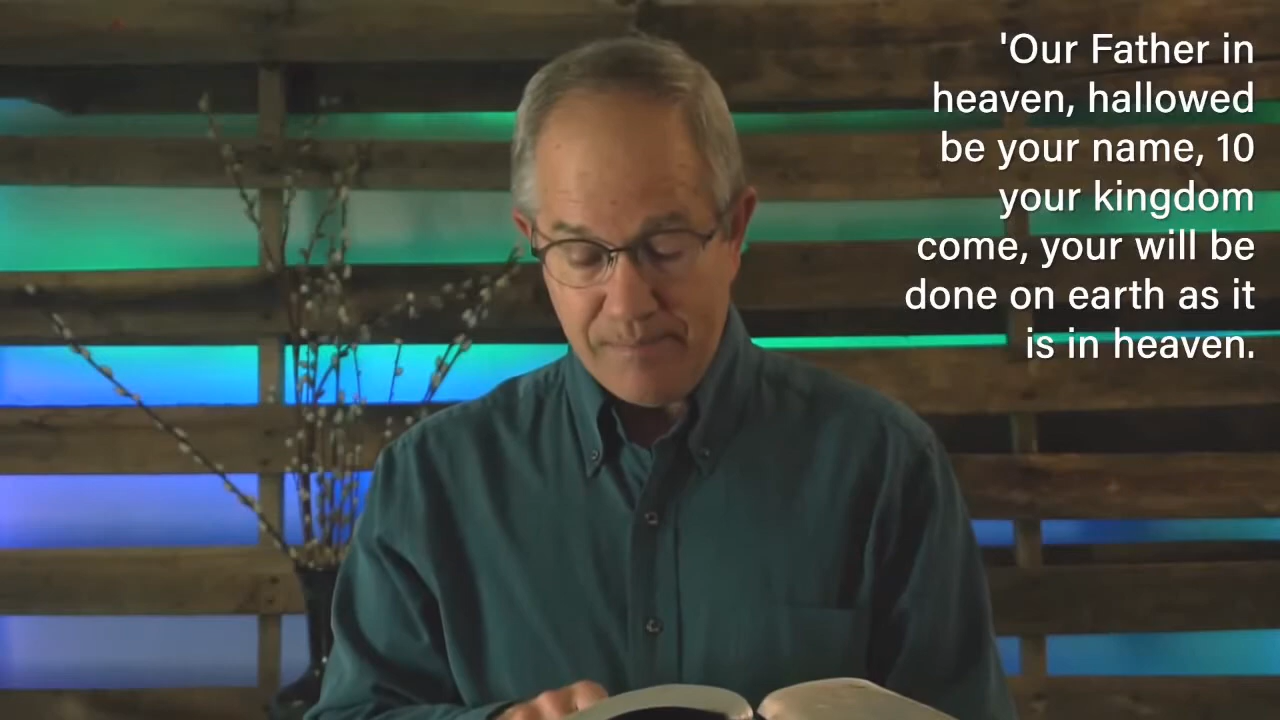 'Our Father in
heaven, hallowed
be your name, 10
your kingdom
come, your will be
done on earth as it
is in heaven.